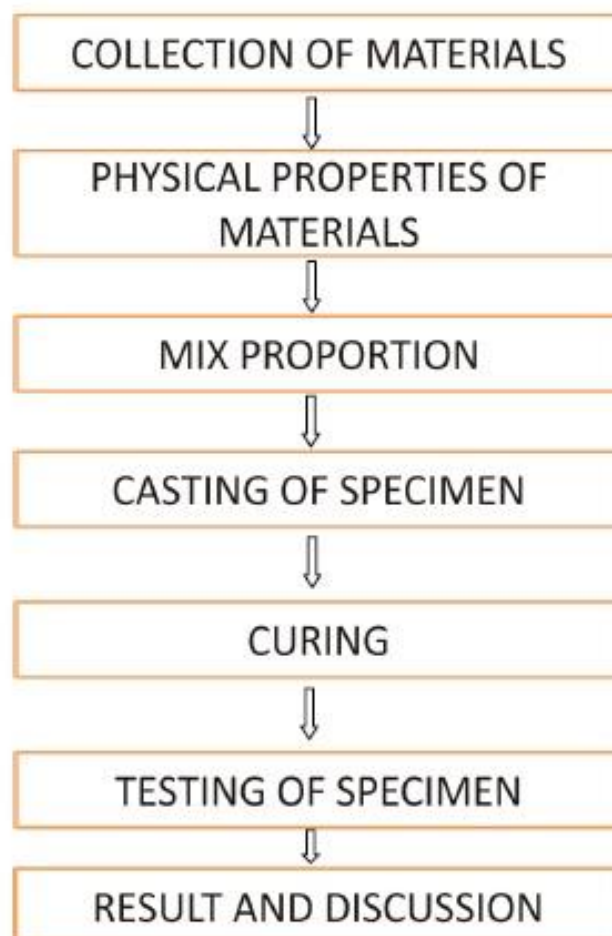 COLLECTION OF MATERIALS
PHYSICAL PROPERTIES OF
MATERIALS
MIX PROPORTION
CASTING OF SPECIMEN
CURING
TESTING OF SPECIMEN
RESULT AND DISCUSSION